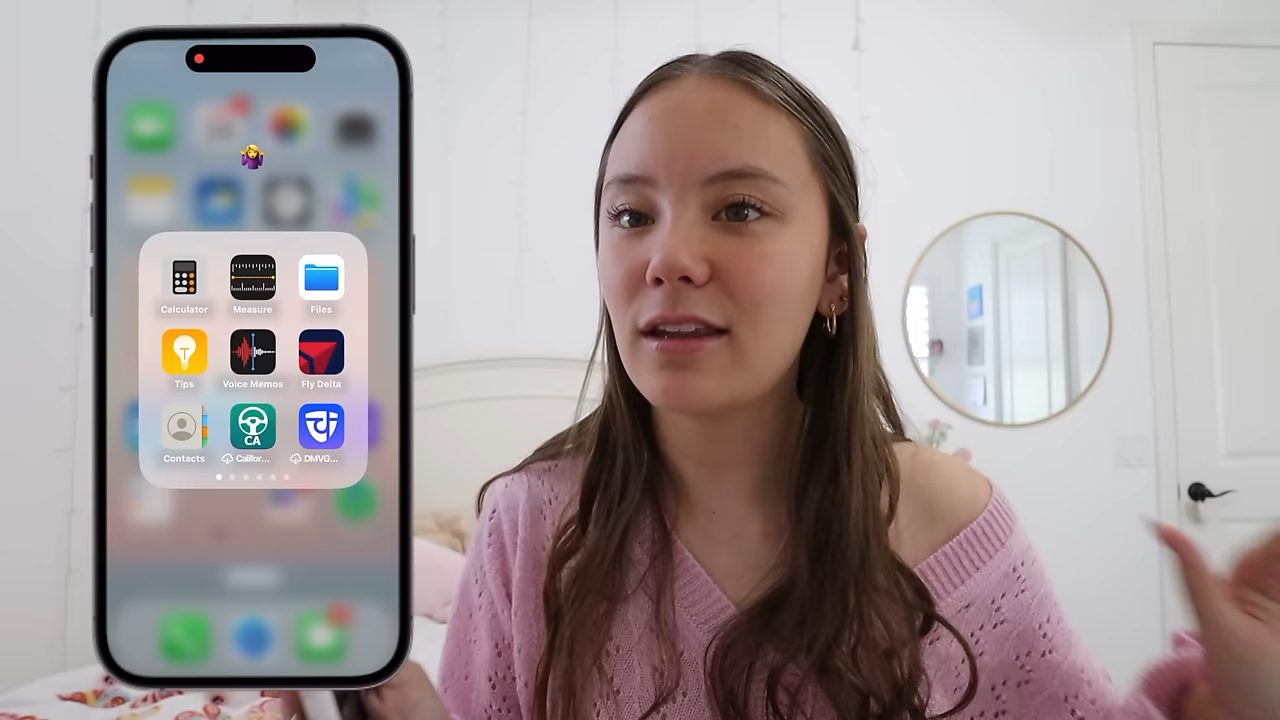 Calculator
Measure
Files
Tips
Voice Memos
Fly Delta
CA
Contacts
Califor...
DMVG...